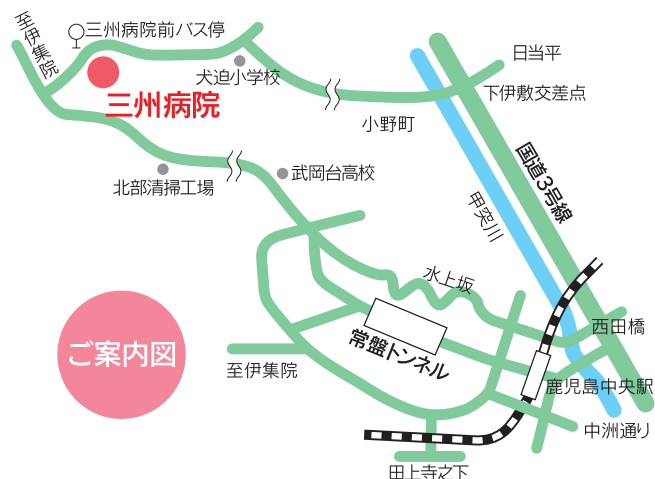 至伊集院
三州病院前バス停
三州病院
犬迫小学校
日当平
下伊敷交差点
小野町
国道3号線
武岡台高校
北部清掃工場
甲突川
水上坂
西田橋
常盤トンネル
ご案内図
至伊集院
鹿児島中央駅
中洲通り
田上寺之下